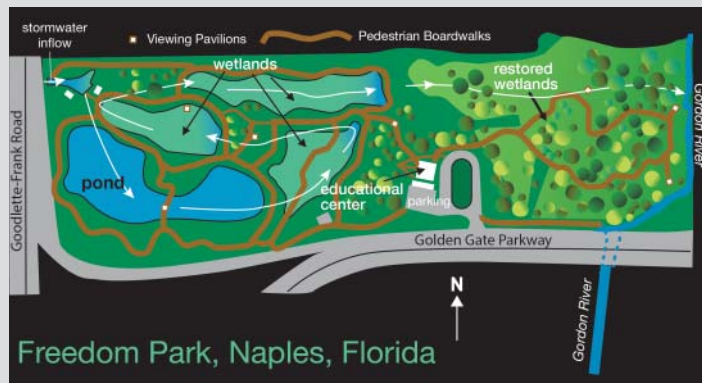 stormwater
inflow
Viewing Pavilions
Pedestrian Boardwalks
wetlands
restored
wetlands
Gordon River
Goodlette-Frank Road
pond
educational
center
parking
Golden Gate Parkway
N
Gordon River
Freedom Park, Naples, Florida